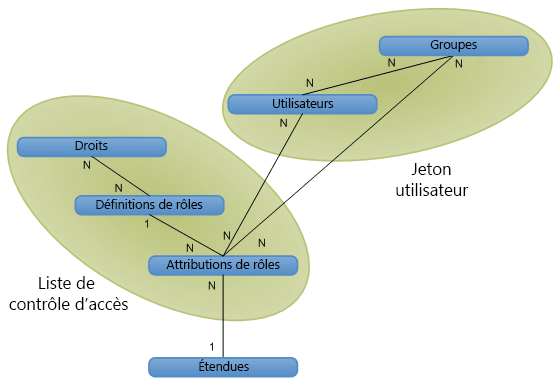 Groupes
N
N
N
Utilisateurs
N
Droits
N
Jeton
utilisateur
N
Définitions de rôles
1
N
N
N
Attributions de rôles
Liste de
contrôle d’accès
N
1
Étendues